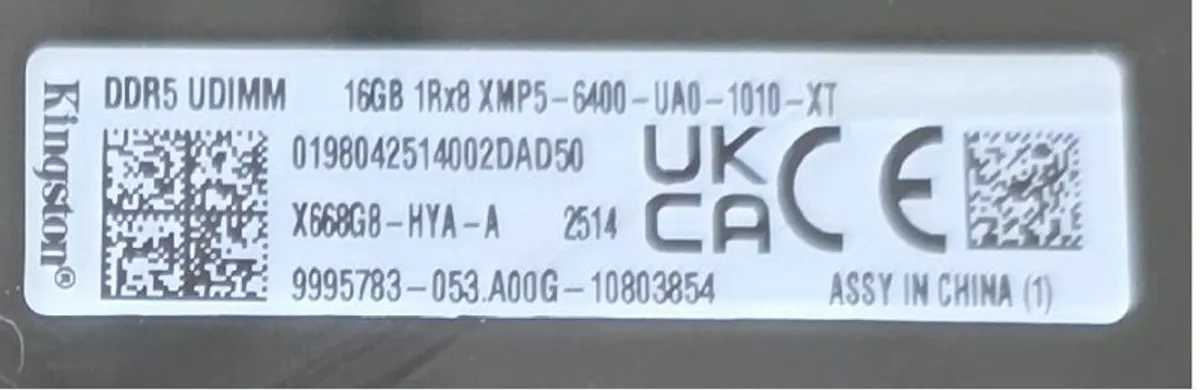 Kingston®
DDR5 UDIMM 16GB 1Rx8 XMP5-6400-UA0-1010-XT
0198042514002DAD50
X668G8-HYA-A 2514
9995783-053.A00G-10803854
UK
CA
CE
ASSY IN CHINA (1)